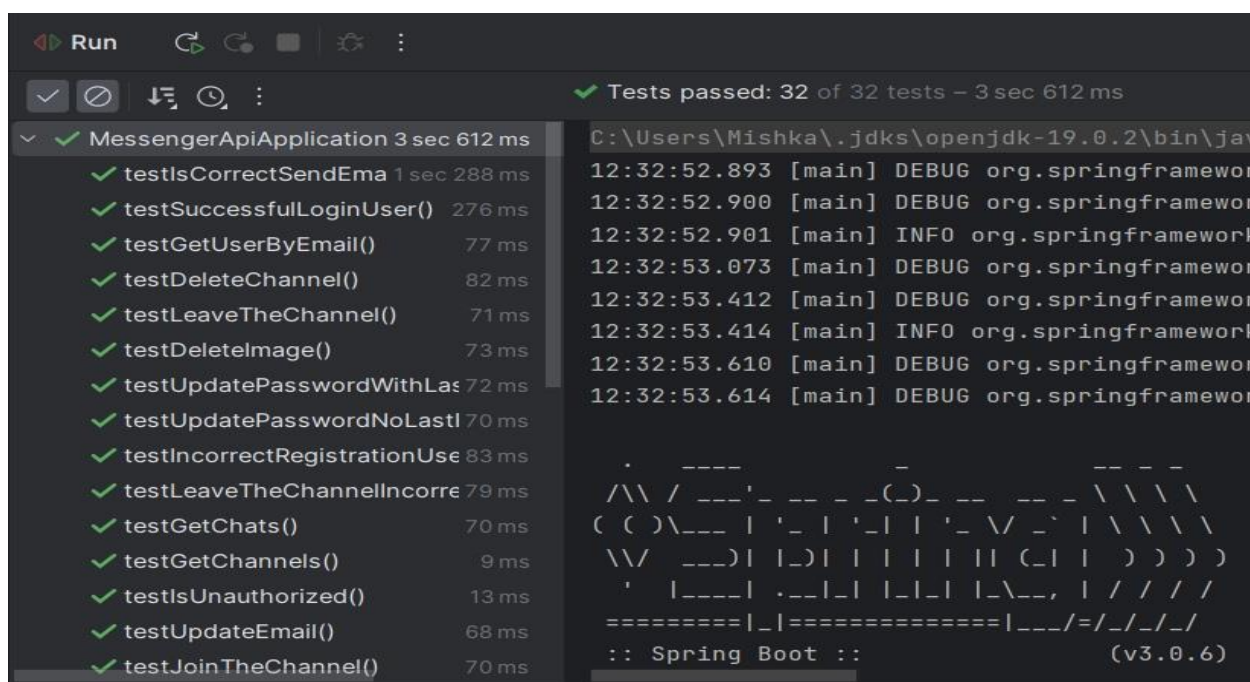 Run
Tests passed: 32 of 32 tests – 3 sec 612 ms
MessengerApiApplication 3 sec 612 ms
testIsCorrectSendEma 1 sec 288 ms
testSuccessfulLoginUser() 276 ms
testGetUserByEmail() 77 ms
testDeleteChannel() 82 ms
testLeaveTheChannel() 71 ms
testDeleteImage() 73 ms
testUpdatePasswordWithLas 72 ms
testUpdatePasswordNoLastI 70 ms
testIncorrectRegistrationUse 83 ms
testLeaveTheChannelIncorre 79 ms
testGetChats() 70 ms
testGetChannels() 9 ms
testIsUnauthorized() 13 ms
testUpdateEmail() 68 ms
testJoinTheChannel() 70 ms
C:\Users\Mishka\.jdks\openjdk-19.0.2\bin\jav
12:32:52.893 [main] DEBUG org.springframewor
12:32:52.900 [main] DEBUG org.springframewor
12:32:52.901 [main] INFO org.springframework
12:32:53.073 [main] DEBUG org.springframewor
12:32:53.412 [main] DEBUG org.springframewor
12:32:53.414 [main] INFO org.springframework
12:32:53.610 [main] DEBUG org.springframewor
12:32:53.614 [main] DEBUG org.springframewor
:: Spring Boot :: (v3.0.6)